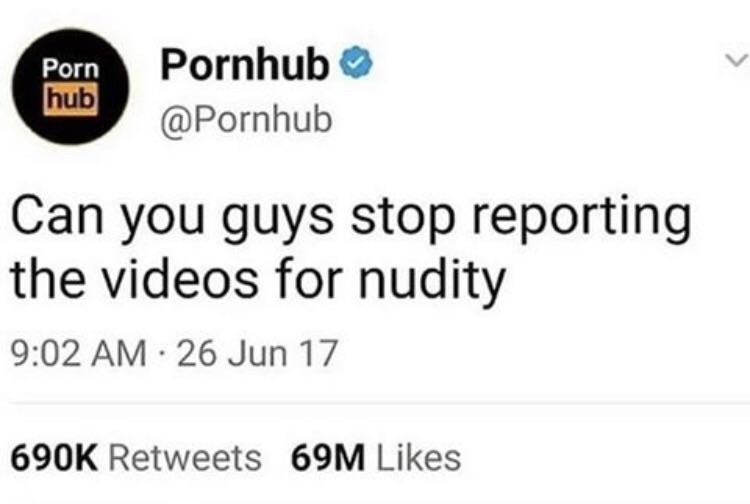 Porn
hub
Pornhub
@Pornhub
Can you guys stop reporting
the videos for nudity
9:02 AM · 26 Jun 17
690K Retweets 69M Likes